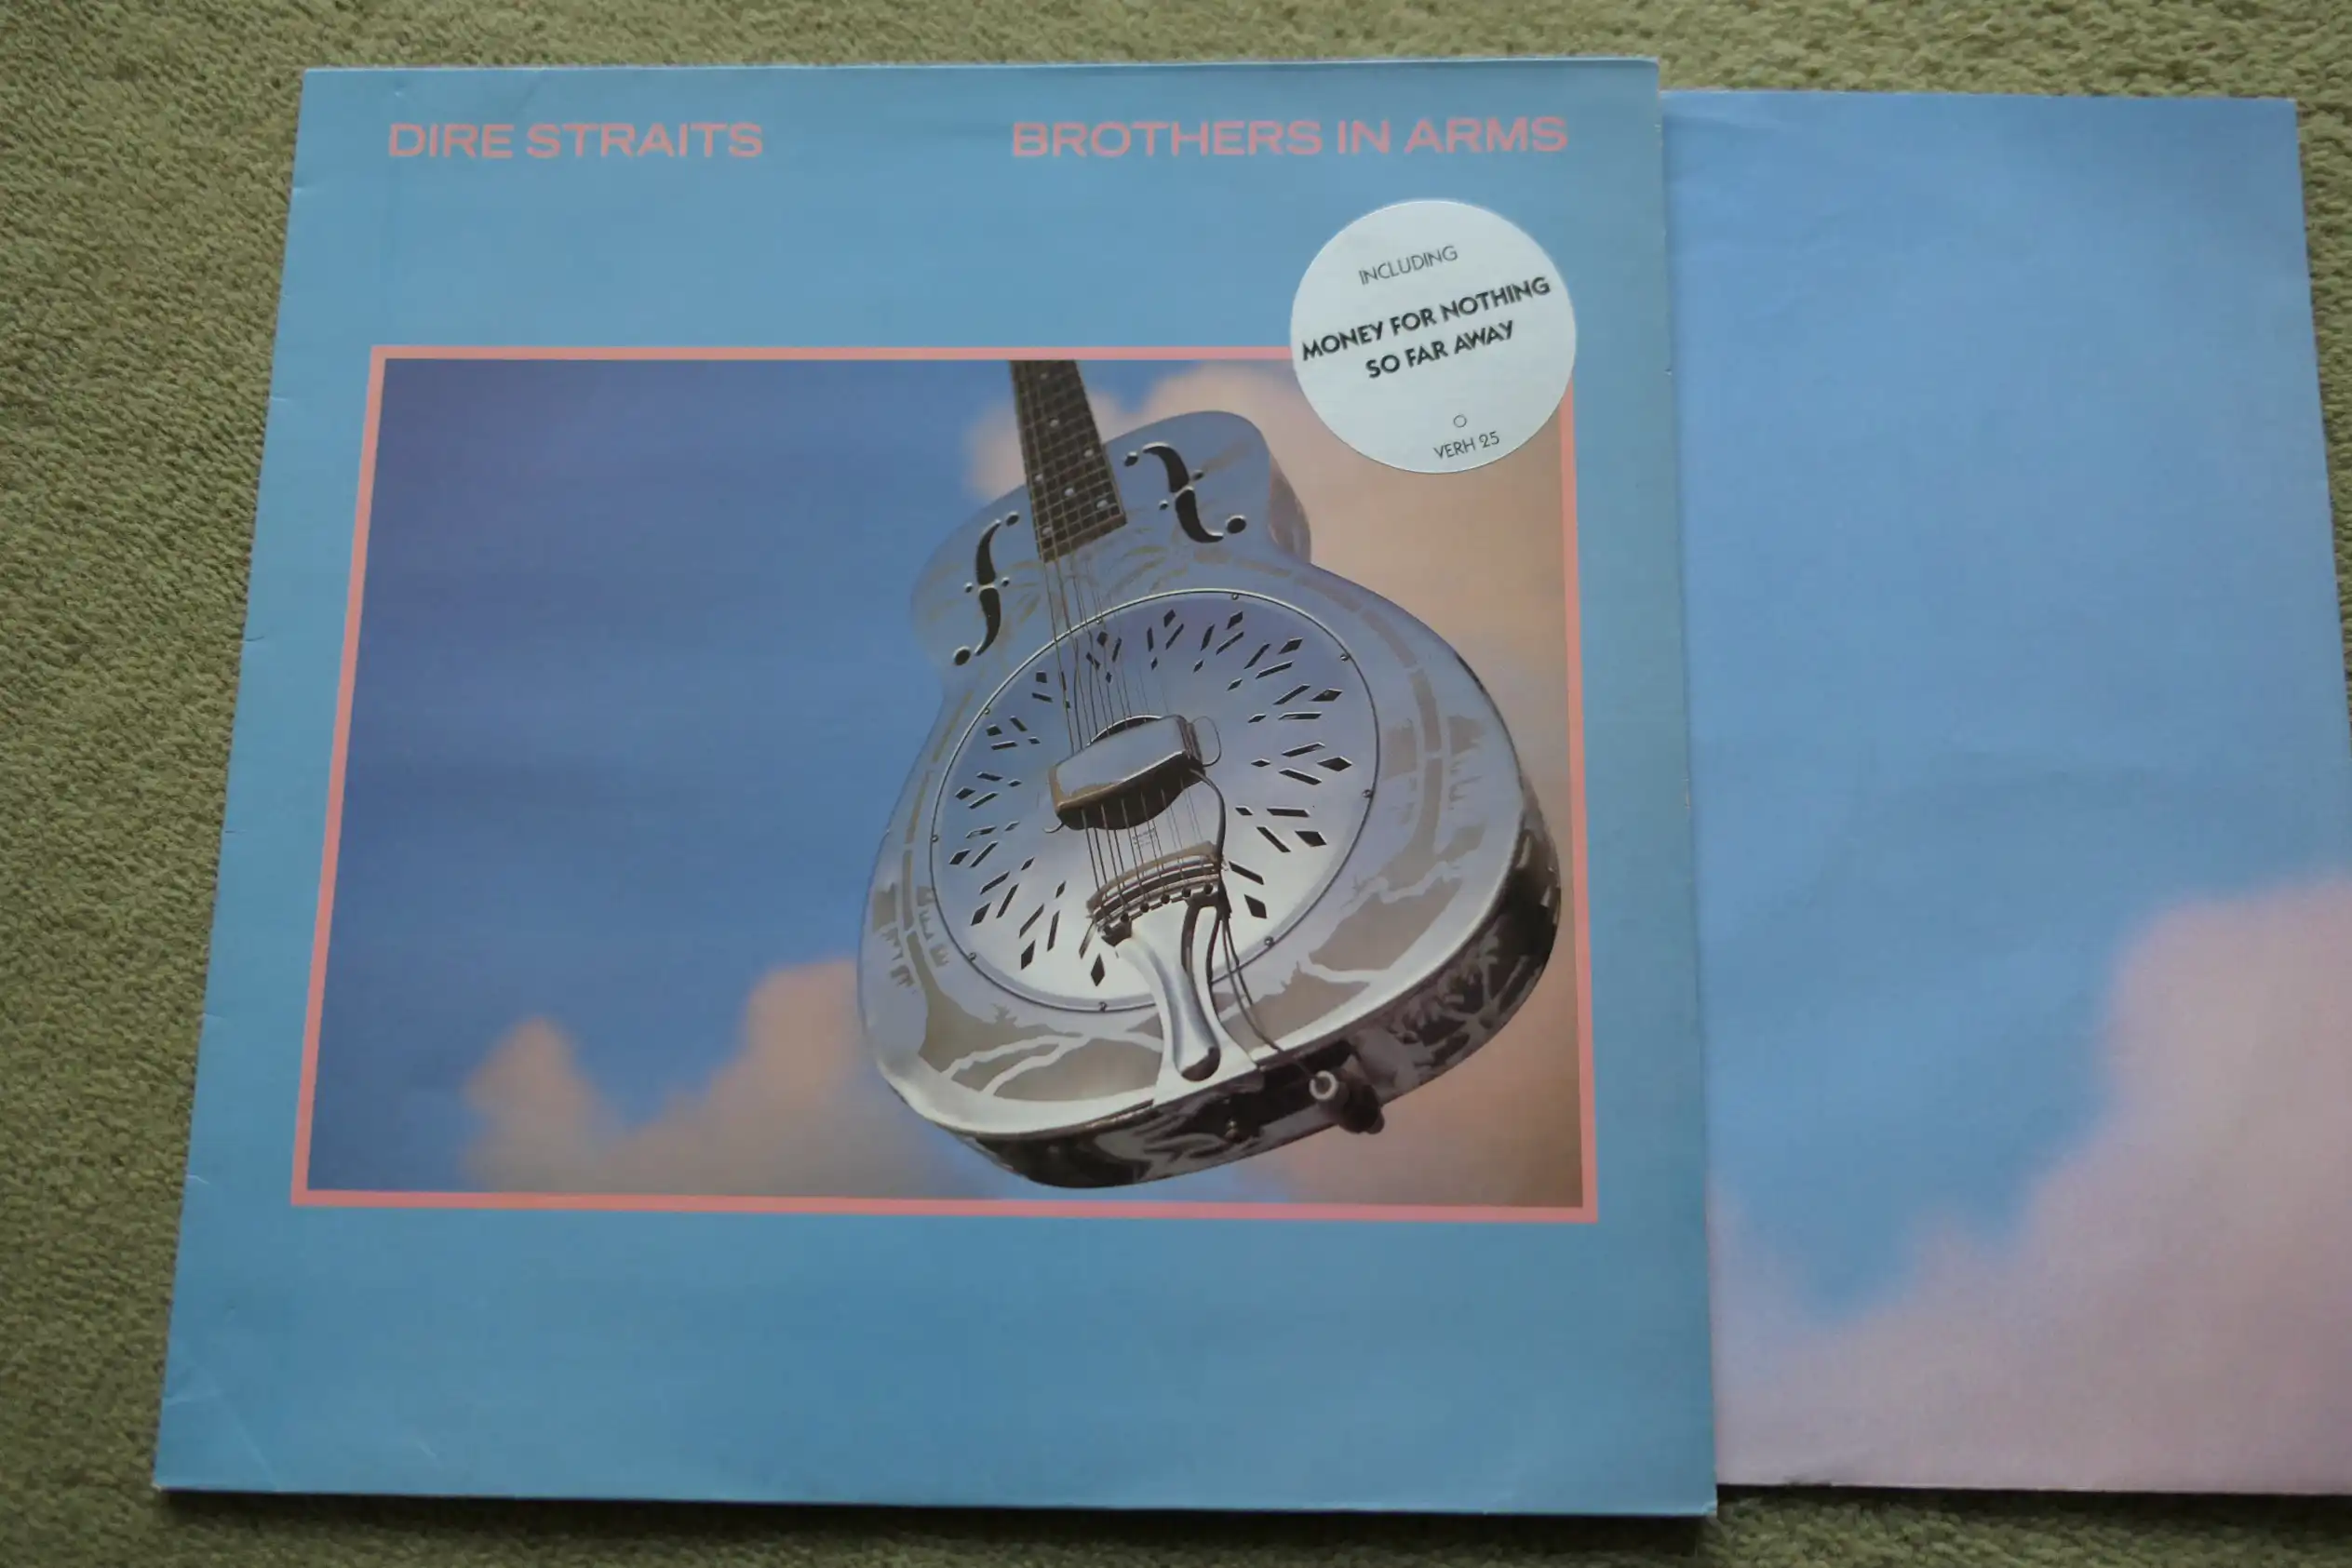 DIRE STRAITS BROTHERS IN ARMS
INCLUDING
MONEY FOR NOTHING
SO FAR AWAY
VERH 25